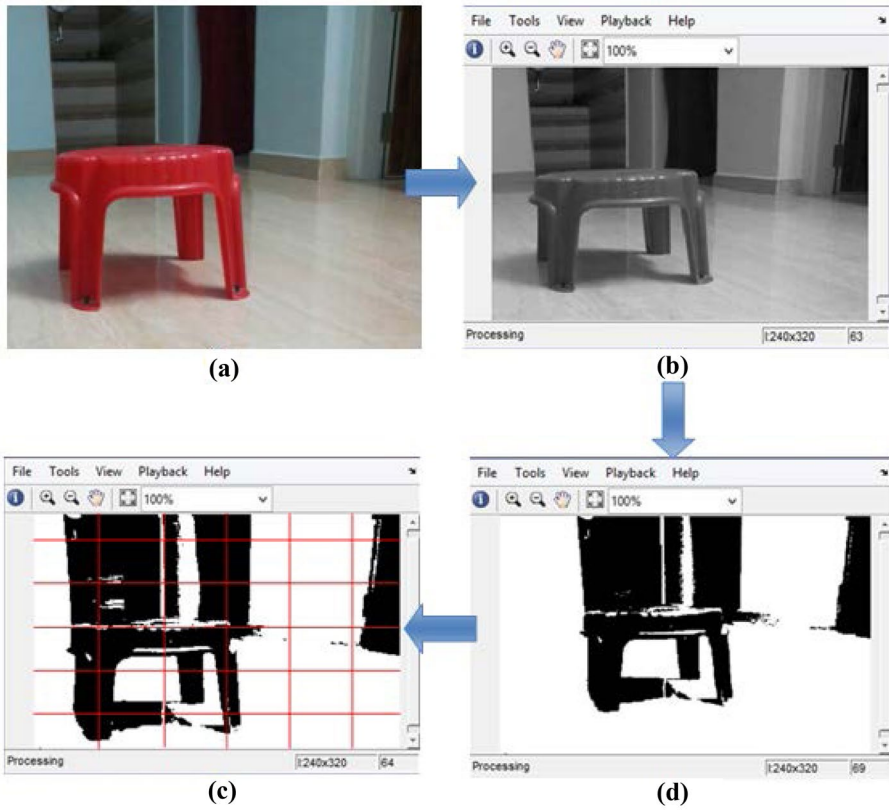 File Tools View Playback Help
100%
Processing I:240x320 63
(a)
(b)
File Tools View Playback Help
100%
Processing I:240x320 64
(c)
File Tools View Playback Help
100%
Processing I:240x320 69
(d)